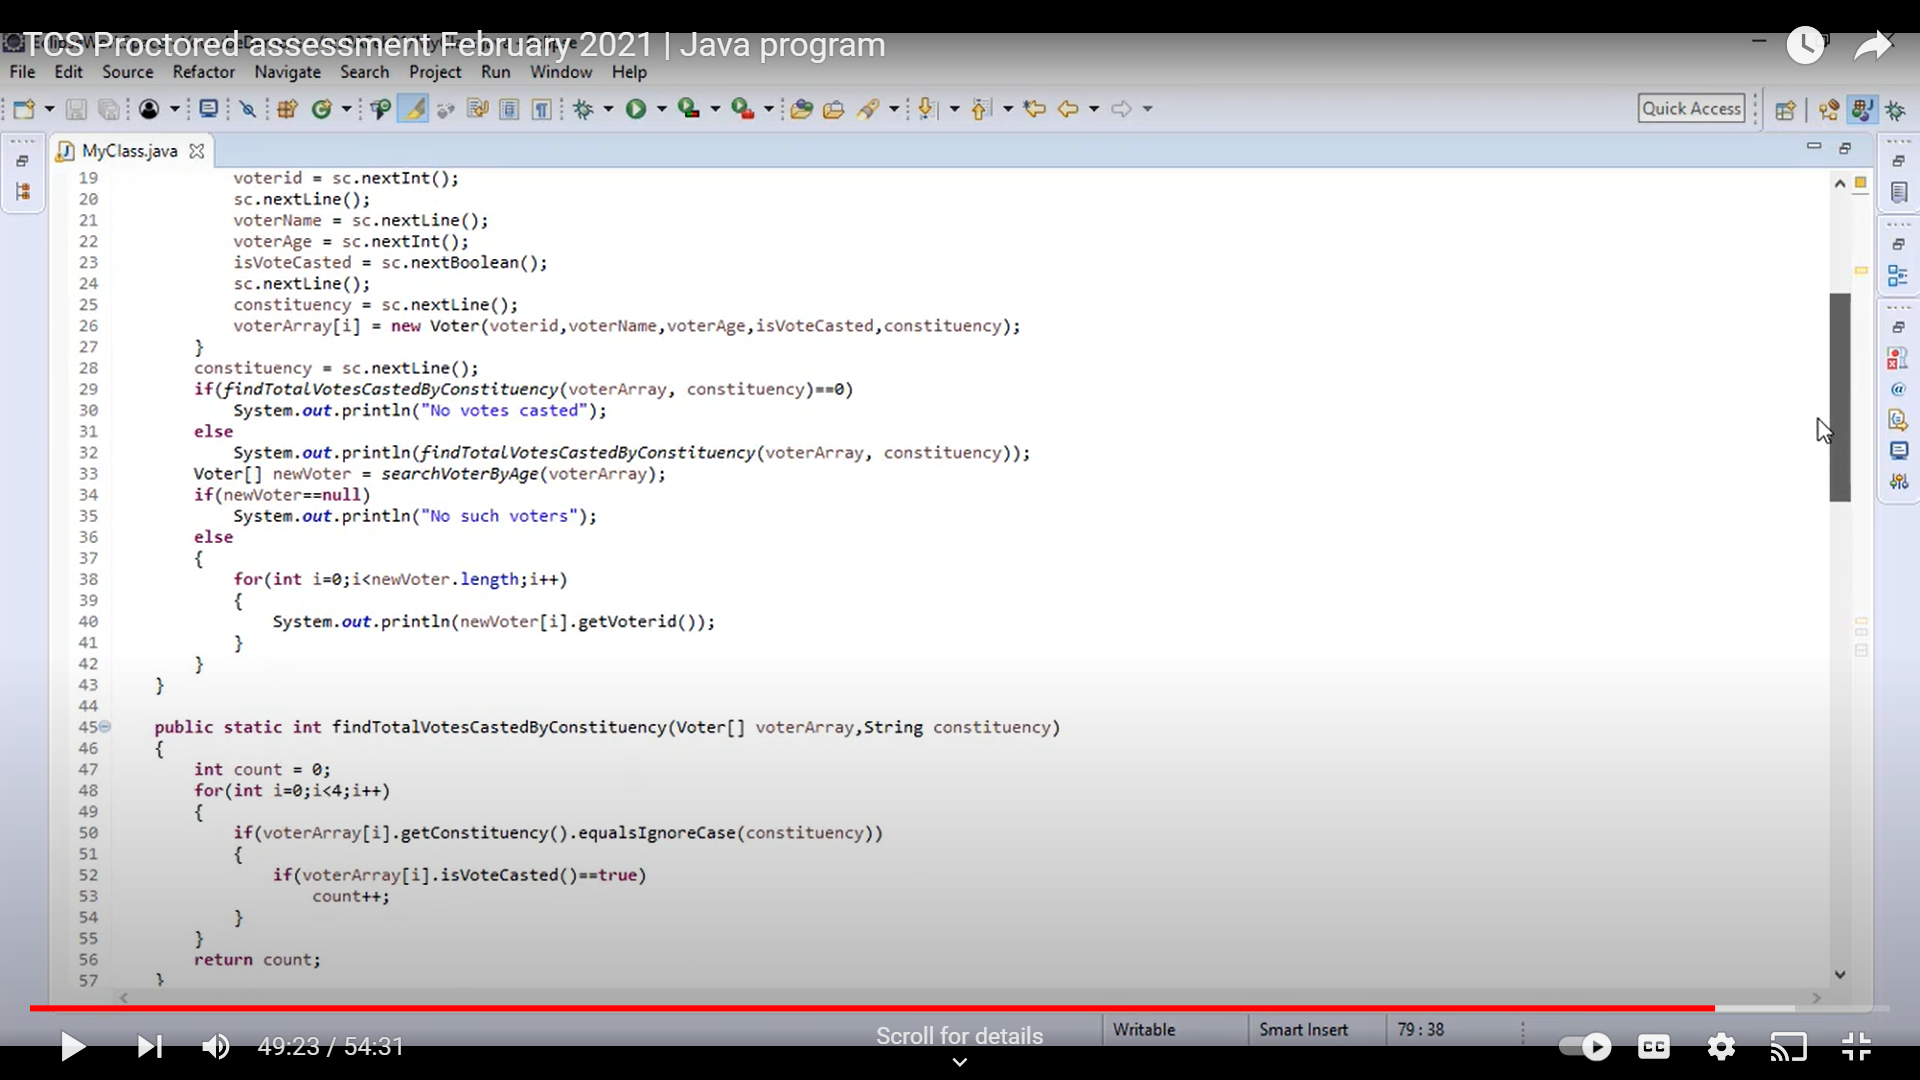 TCS Proctored assessment February 2021 | Java program
File Edit Source Refactor Navigate Search Project Run Window Help
Quick Access
MyClass.java
19 voterid = sc.nextInt();
20 sc.nextLine();
21 voterName = sc.nextLine();
22 voterAge = sc.nextInt();
23 isVoteCasted = sc.nextBoolean();
24 sc.nextLine();
25 constituency = sc.nextLine();
26 voterArray[i] = new Voter(voterid,voterName,voterAge,isVoteCasted,constituency);
27 }
28 constituency = sc.nextLine();
29 if(findTotalVotesCastedByConstituency(voterArray, constituency)==0)
30 System.out.println("No votes casted");
31 else
32 System.out.println(findTotalVotesCastedByConstituency(voterArray, constituency));
33 Voter[] newVoter = searchVoterByAge(voterArray);
34 if(newVoter==null)
35 System.out.println("No such voters");
36 else
37 {
38 for(int i=0;i<newVoter.length;i++)
39 {
40 System.out.println(newVoter[i].getVoterid());
41 }
42 }
43 }
44
45 public static int findTotalVotesCastedByConstituency(Voter[] voterArray,String constituency)
46 {
47 int count = 0;
48 for(int i=0;i<4;i++)
49 {
50 if(voterArray[i].getConstituency().equalsIgnoreCase(constituency))
51 {
52 if(voterArray[i].isVoteCasted()==true)
53 count++;
54 }
55 }
56 return count;
57 }
Writable Smart Insert 79 : 38
49:23 / 54:31
Scroll for details
CC